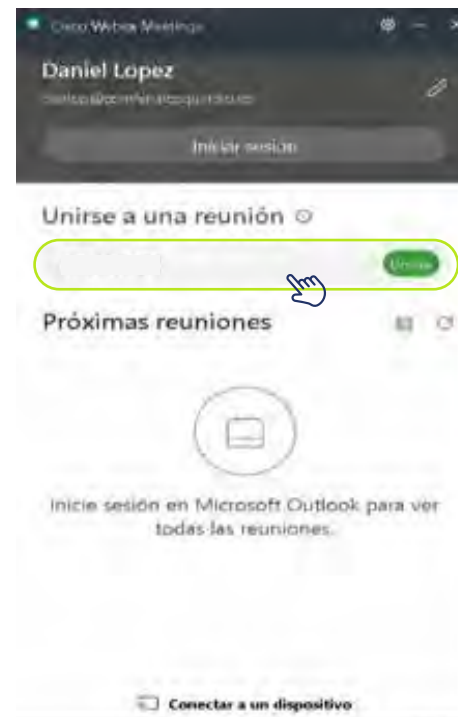 Cisco Webex Meetings
Daniel Lopez
Iniciar sesión
Unirse a una reunión
Unirse
Próximas reuniones
Inicie sesión en Microsoft Outlook para ver
todas las reuniones.
Conectar a un dispositivo